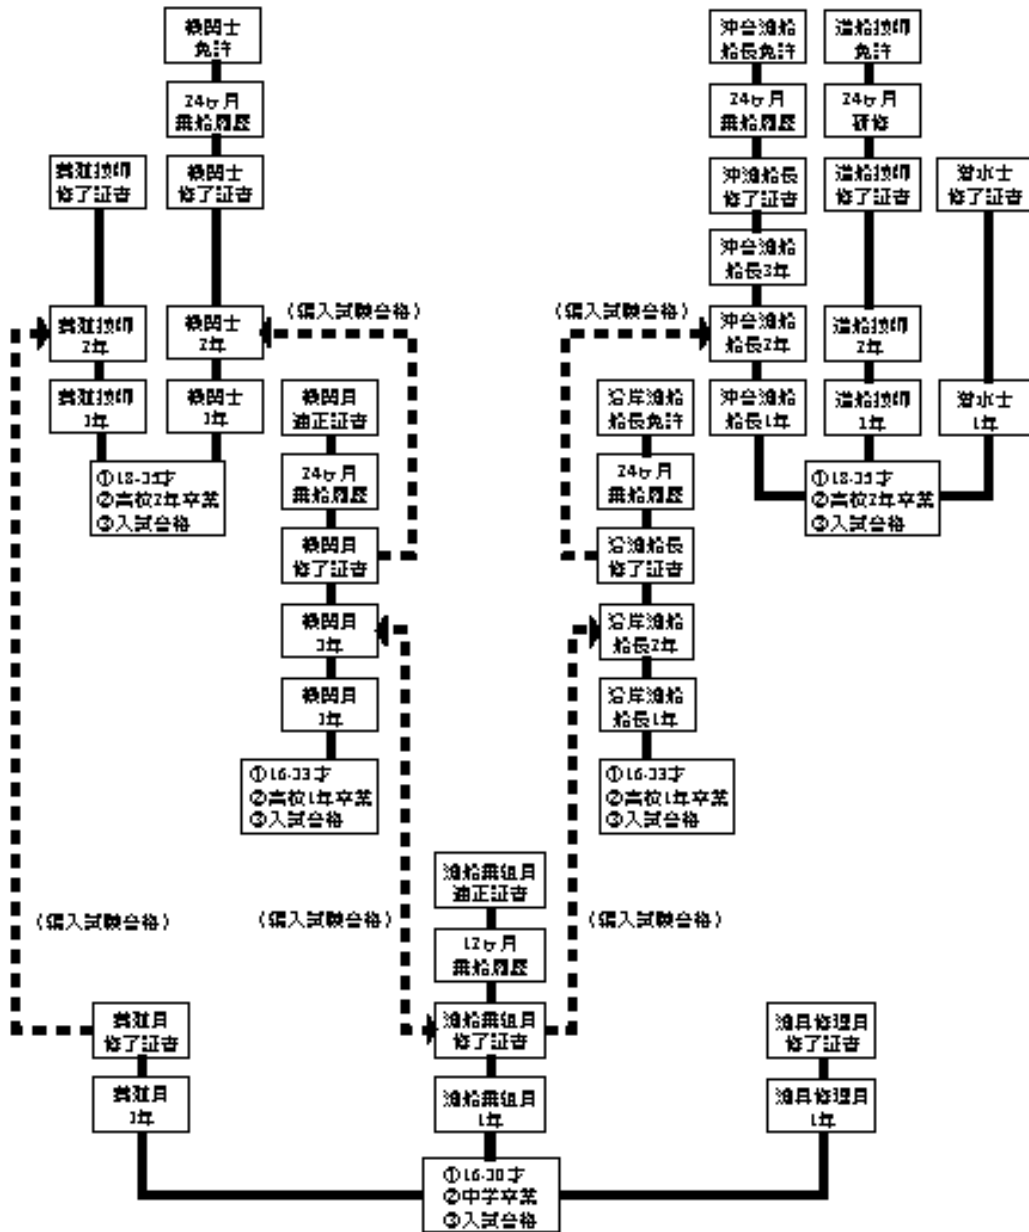 機関士
免許
沖合漁船
船長免許
造船技師
免許
24ヶ月
乗船履歴
24ヶ月
乗船履歴
24ヶ月
研修
養殖技師
修了証書
機関士
修了証書
沖漁船長
修了証書
造船技師
修了証書
潜水士
修了証書
沖合漁船
船長3年
(編入試験合格)
(編入試験合格)
養殖技師
2年
機関士
2年
沖合漁船
船長2年
造船技師
2年
養殖技師
機関士
機関員
適正証書
沿岸漁船
船長免許
沖合漁船
船長1年
造船技師
1年
潜水士
1年
①18-35才
②高校2年卒業
③入試合格
24ヶ月
乗船履歴
24ヶ月
乗船履歴
①18-35才
②高校2年卒業
③入試合格
機関員
修了証書
沿漁船長
修了証書
機関員
沿岸漁船
船長2年
機関員
沿岸漁船
船長1年
①16-33才
②高校1年卒業
③入試合格
①16-33才
②高校1年卒業
③入試合格
漁船乗組員
適正証書
(編入試験合格)
(編入試験合格)
(編入試験合格)
12ヶ月
乗船履歴
養殖員
修了証書
漁船乗組員
修了証書
漁具修理員
修了証書
養殖員
漁船乗組員
1年
漁具修理員
1年
①16-30才
②中学卒業
③入試合格